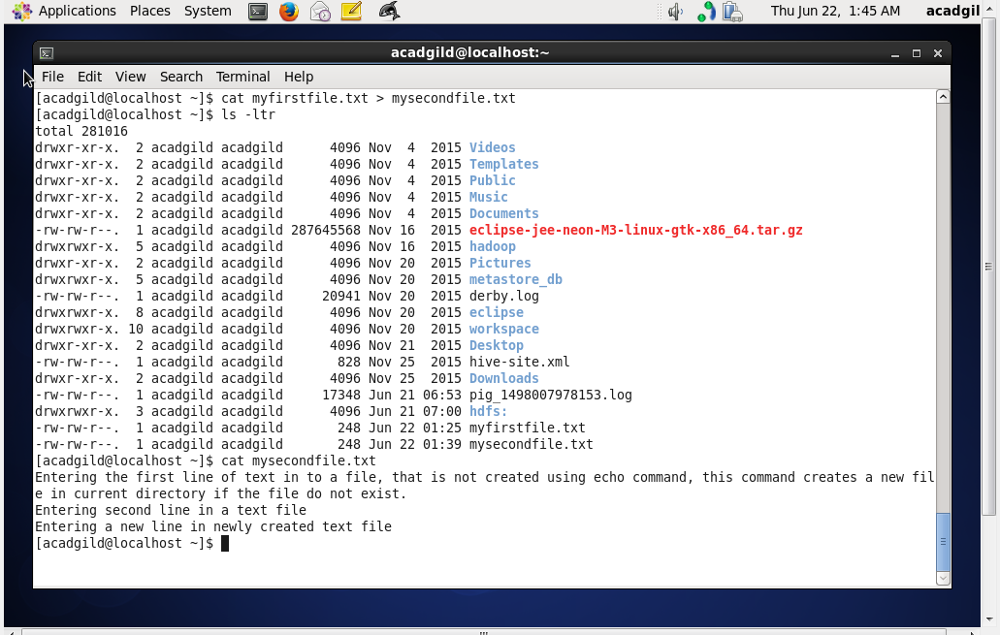 Applications Places System Thu Jun 22, 1:45 AM acadgil
acadgild@localhost:~
File Edit View Search Terminal Help
[acadgild@localhost ~]$ cat myfirstfile.txt > mysecondfile.txt
[acadgild@localhost ~]$ ls -ltr
total 281016
drwxr-xr-x.  2 acadgild acadgild      4096 Nov  4  2015 Videos
drwxr-xr-x.  2 acadgild acadgild      4096 Nov  4  2015 Templates
drwxr-xr-x.  2 acadgild acadgild      4096 Nov  4  2015 Public
drwxr-xr-x.  2 acadgild acadgild      4096 Nov  4  2015 Music
drwxr-xr-x.  2 acadgild acadgild      4096 Nov  4  2015 Documents
-rw-rw-r--.  1 acadgild acadgild 287645568 Nov 16  2015 eclipse-jee-neon-M3-linux-gtk-x86_64.tar.gz
drwxrwxr-x.  5 acadgild acadgild      4096 Nov 16  2015 hadoop
drwxr-xr-x.  2 acadgild acadgild      4096 Nov 20  2015 Pictures
drwxrwxr-x.  5 acadgild acadgild      4096 Nov 20  2015 metastore_db
-rw-rw-r--.  1 acadgild acadgild     20941 Nov 20  2015 derby.log
drwxrwxr-x.  8 acadgild acadgild      4096 Nov 20  2015 eclipse
drwxrwxr-x. 10 acadgild acadgild      4096 Nov 20  2015 workspace
drwxr-xr-x.  2 acadgild acadgild      4096 Nov 21  2015 Desktop
-rw-rw-r--.  1 acadgild acadgild       828 Nov 25  2015 hive-site.xml
drwxr-xr-x.  2 acadgild acadgild      4096 Nov 25  2015 Downloads
-rw-rw-r--.  1 acadgild acadgild     17348 Jun 21 06:53 pig_1498007978153.log
drwxrwxr-x.  3 acadgild acadgild      4096 Jun 21 07:00 hdfs:
-rw-rw-r--.  1 acadgild acadgild       248 Jun 22 01:25 myfirstfile.txt
-rw-rw-r--.  1 acadgild acadgild       248 Jun 22 01:39 mysecondfile.txt
[acadgild@localhost ~]$ cat mysecondfile.txt
Entering the first line of text in to a file, that is not created using echo command, this command creates a new fil
e in current directory if the file do not exist.
Entering second line in a text file
Entering a new line in newly created text file
[acadgild@localhost ~]$